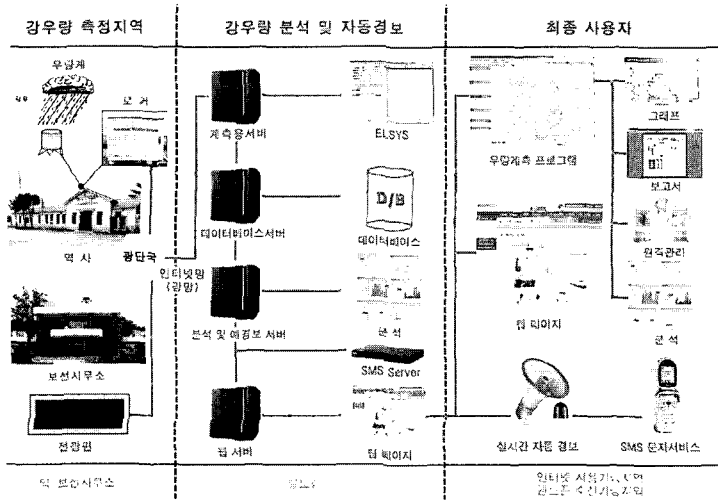 강우량 측정지역
강우량 분석 및 자동경보
최종 사용자
우량계
로 거
역 사
광단국
인터넷망
(광망)
보선사무소
전광판
계측용서버
ELSYS
데이터베이스서버
D/B
데이터베이스
분석 및 예경보 서버
분 석
SMS Server
웹 서버
웹 페이지
우량계측 프로그램
그래프
보고서
원격관리
웹 페이지
분 석
실시간 자동 경보
SMS 문자서비스
역 보선사무소